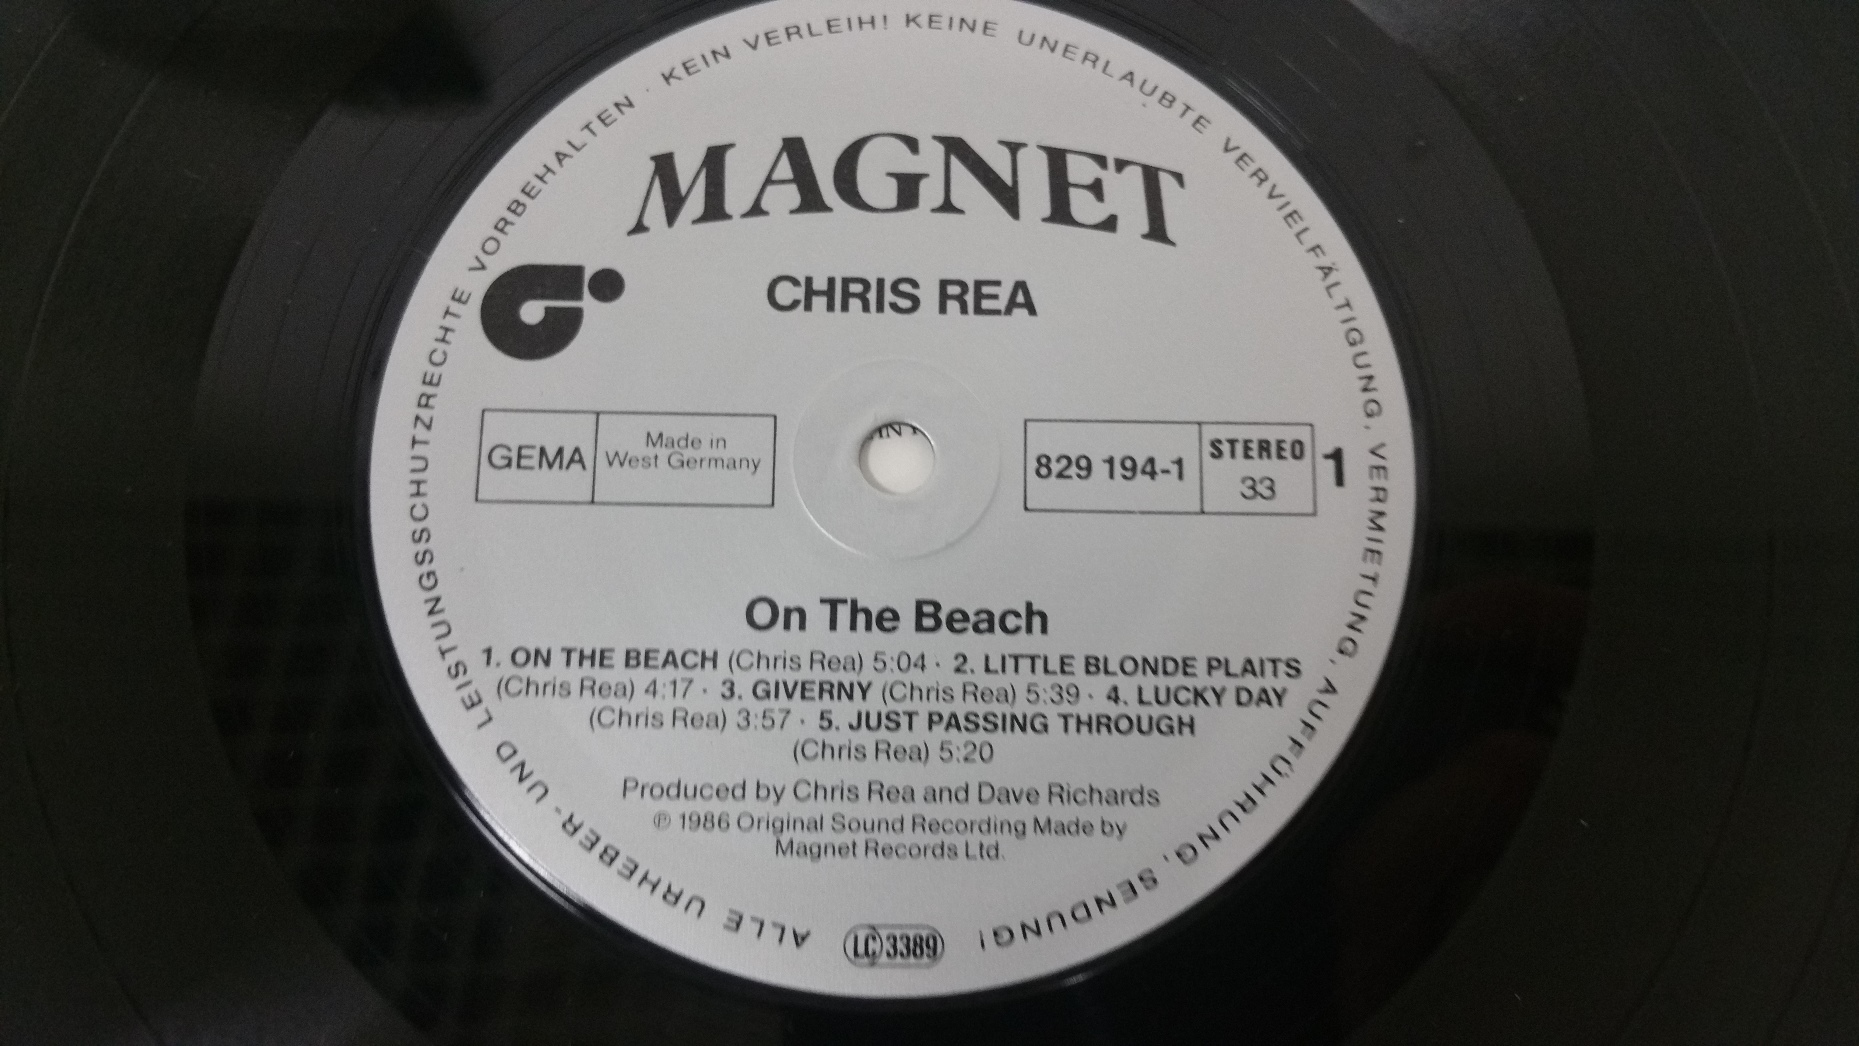 ALLE URHEBER- UND LEISTUNGSSCHUTZRECHTE VORBEHALTEN · KEIN VERLEIH! KEINE UNERLAUBTE VERVIELFÄLTIGUNG, VERMIETUNG, AUFFÜHRUNG, SENDUNG!
MAGNET
CHRIS REA
GEMA
Made in
West Germany
829 194-1
STEREO
33
1
On The Beach
1. ON THE BEACH (Chris Rea) 5:04 · 2. LITTLE BLONDE PLAITS
(Chris Rea) 4:17 · 3. GIVERNY (Chris Rea) 5:39 · 4. LUCKY DAY
(Chris Rea) 3:57 · 5. JUST PASSING THROUGH
(Chris Rea) 5:20
Produced by Chris Rea and Dave Richards
℗ 1986 Original Sound Recording Made by
Magnet Records Ltd.
LC 3389